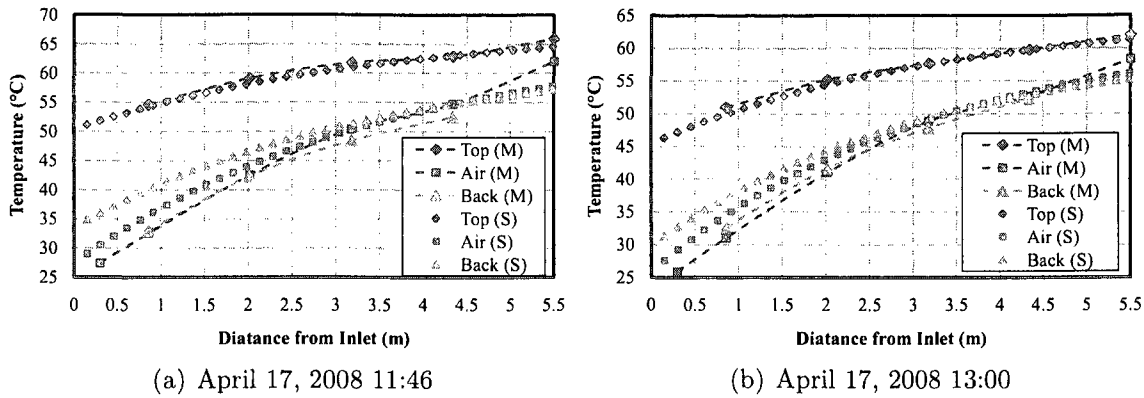 70
65
60
55
50
45
40
35
30
25
Temperature (°C)
0 0.5 1 1.5 2 2.5 3 3.5 4 4.5 5 5.5
Diatance from Inlet (m)
Top (M)
Air (M)
Back (M)
Top (S)
Air (S)
Back (S)
(a) April 17, 2008 11:46
65
60
55
50
45
40
35
30
25
Temperature (°C)
0 0.5 1 1.5 2 2.5 3 3.5 4 4.5 5 5.5
Diatance from Inlet (m)
Top (M)
Air (M)
Back (M)
Top (S)
Air (S)
Back (S)
(b) April 17, 2008 13:00